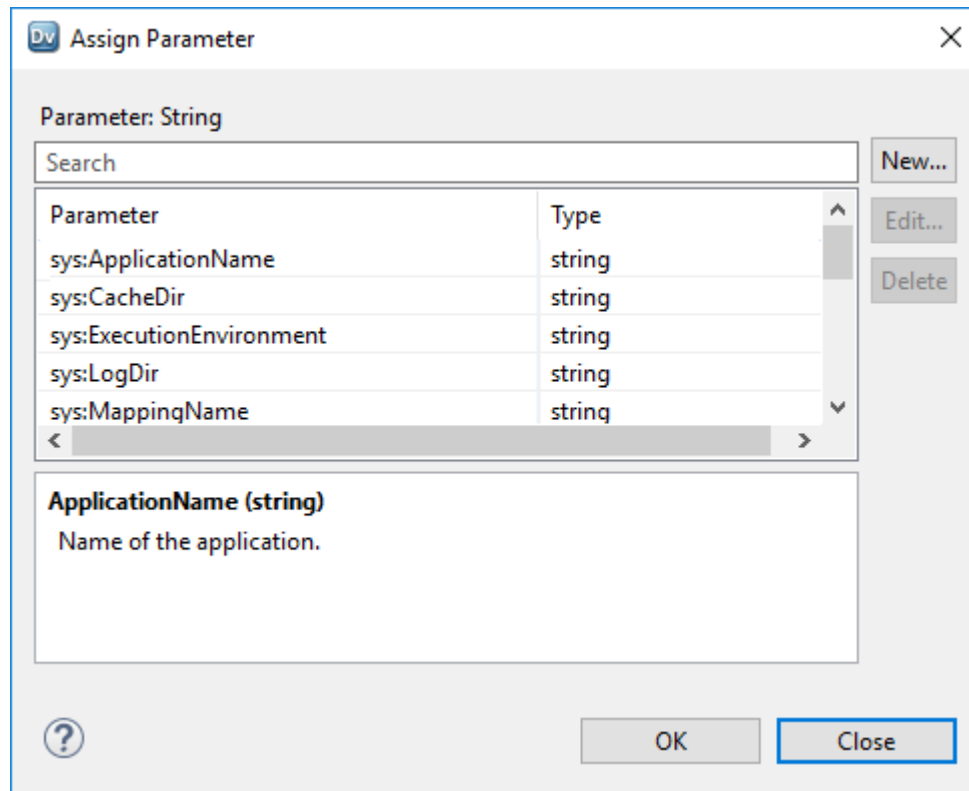 Dv Assign Parameter
Parameter: String
Search
New...
Parameter Type
Edit...
sys:ApplicationName string
Delete
sys:CacheDir string
sys:ExecutionEnvironment string
sys:LogDir string
sys:MappingName string
ApplicationName (string)
Name of the application.
?
OK Close